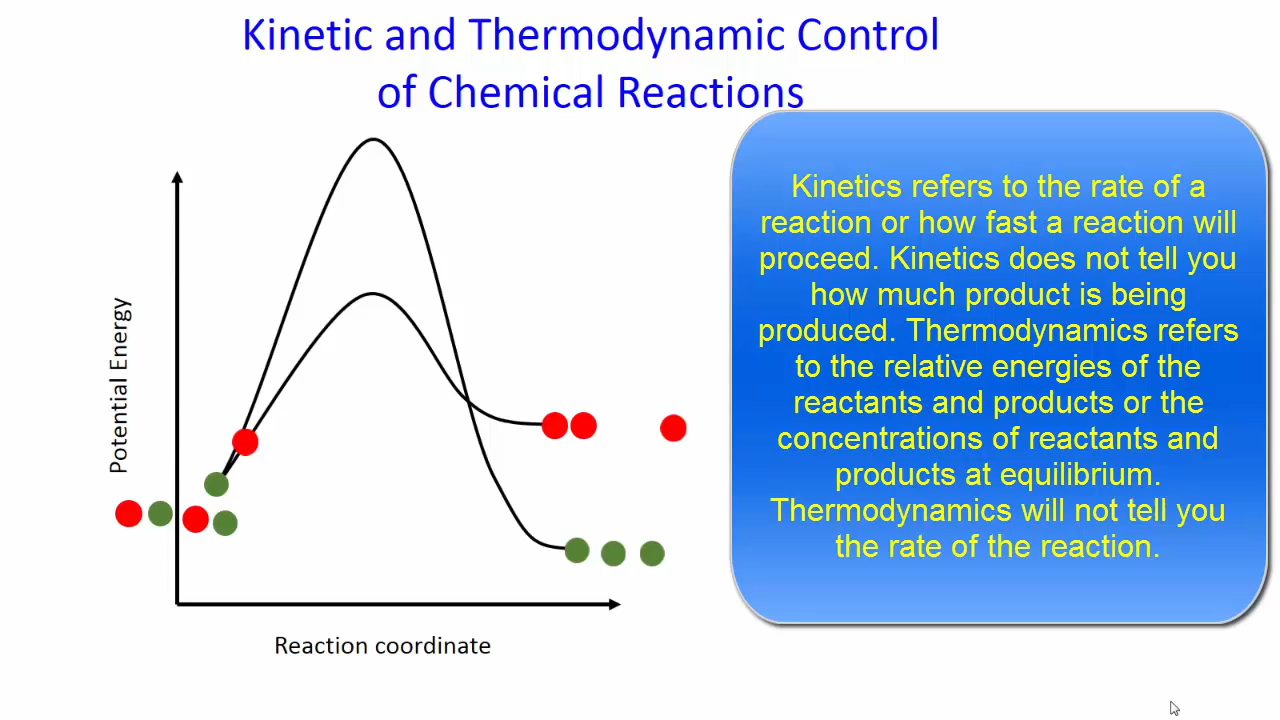 Kinetic and Thermodynamic Control
of Chemical Reactions
Kinetics refers to the rate of a
reaction or how fast a reaction will
proceed. Kinetics does not tell you
how much product is being
produced. Thermodynamics refers
to the relative energies of the
reactants and products or the
concentrations of reactants and
products at equilibrium.
Thermodynamics will not tell you
the rate of the reaction.
Potential Energy
Reaction coordinate